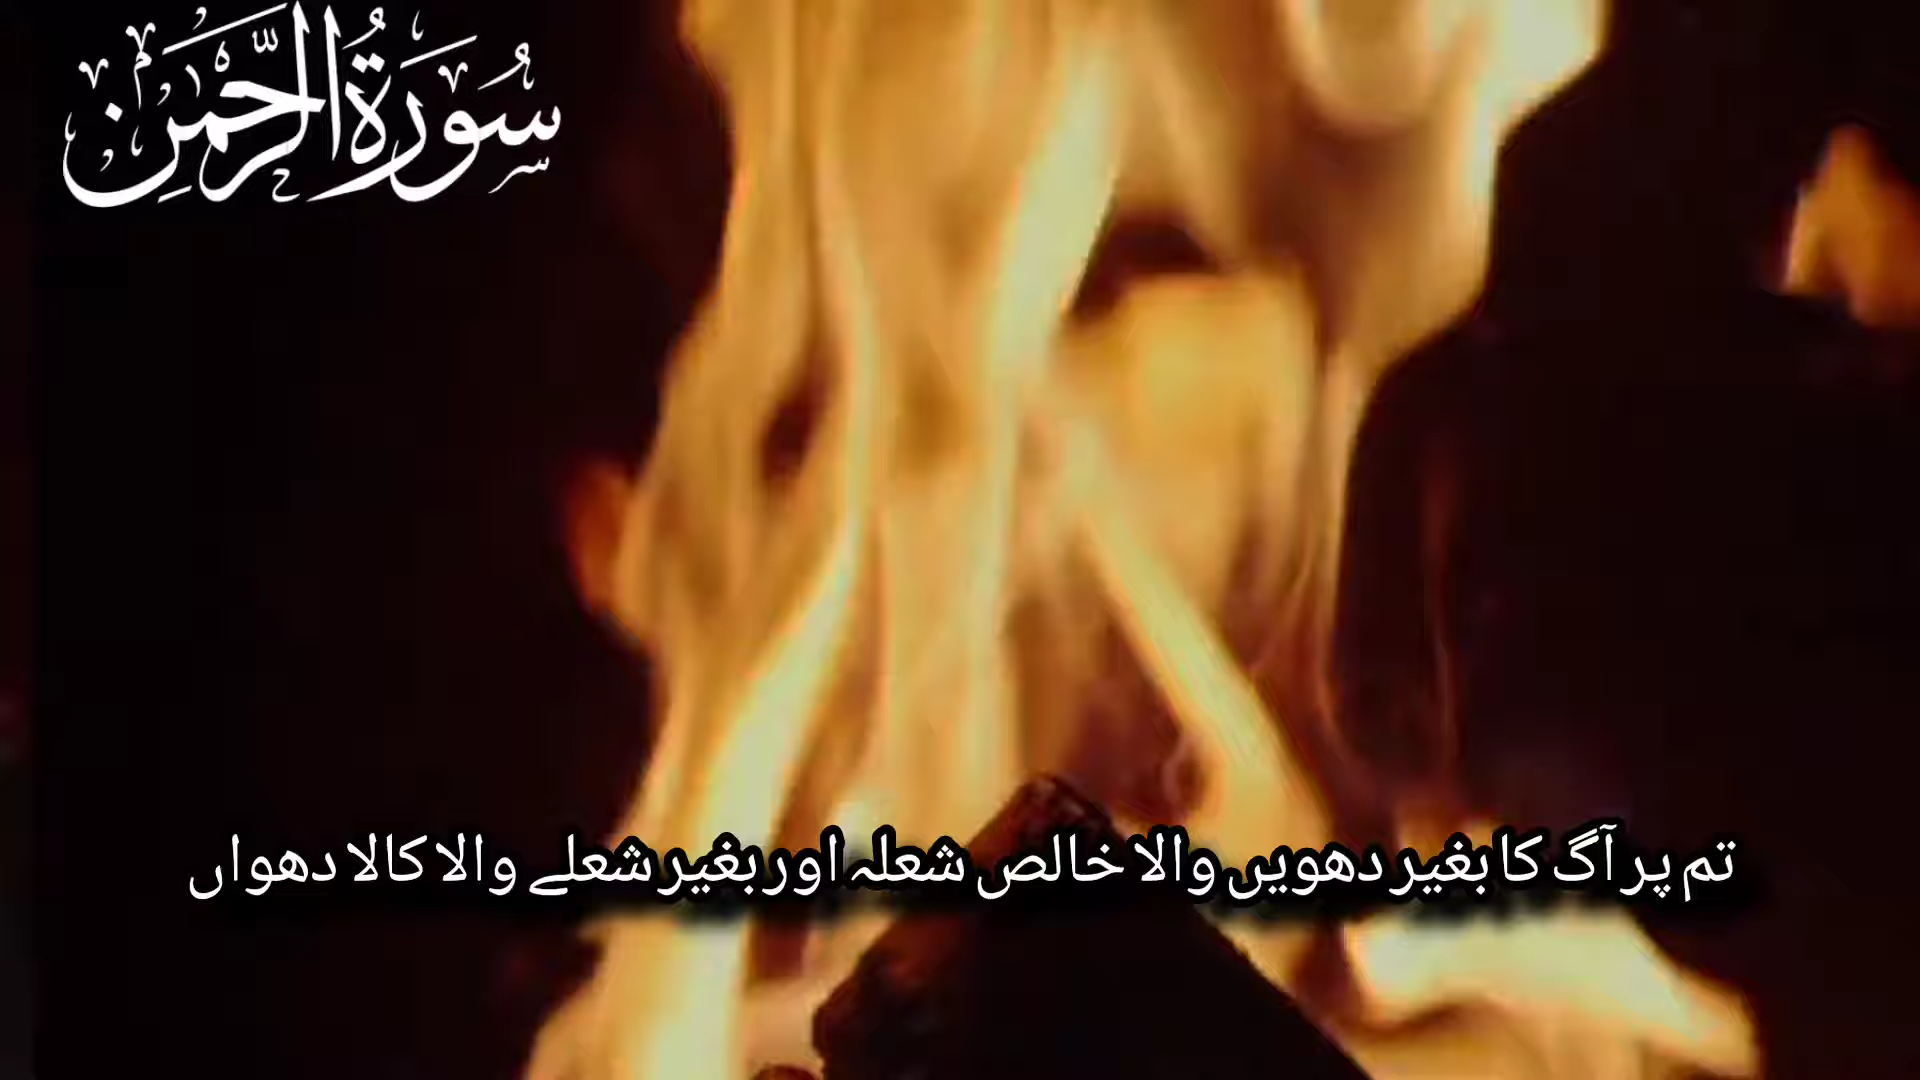 سُورَةُ الرَّحْمٰنِ
تم پر آگ کا بغیر دھویں والا خالص شعلہ اور بغیر شعلے والا کالا دھواں